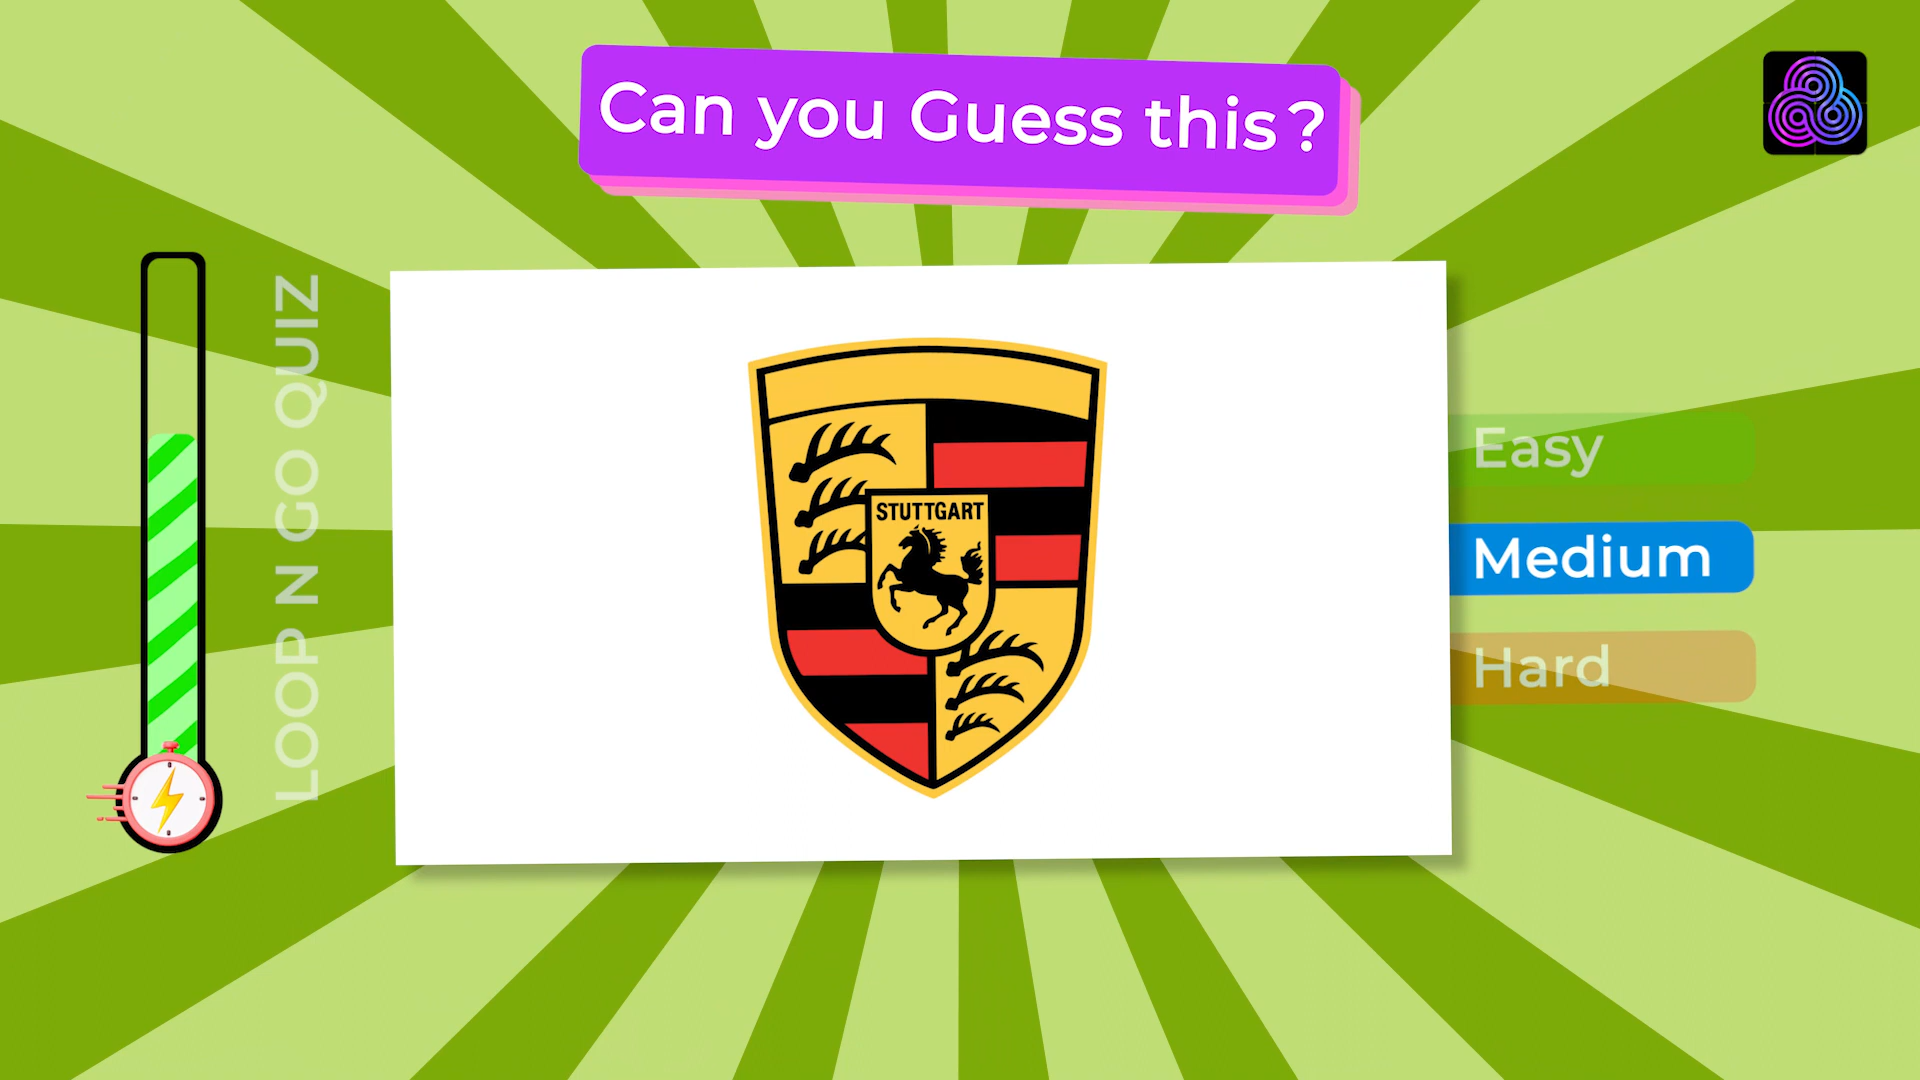 Can you Guess this?
LOOP N GO QUIZ
STUTTGART
Easy
Medium
Hard